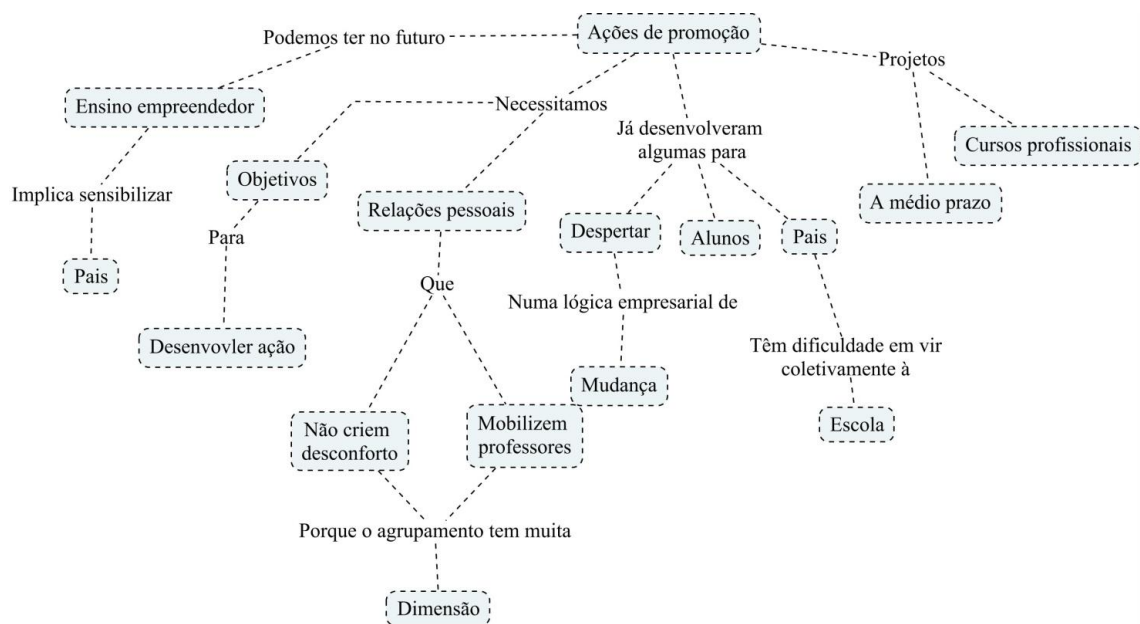 Ações de promoção
Podemos ter no futuro
Projetos
Ensino empreendedor
Necessitamos
Já desenvolveram
algumas para
Cursos profissionais
Implica sensibilizar
Objetivos
Relações pessoais
A médio prazo
Despertar
Alunos
Pais
Para
Pais
Que
Numa lógica empresarial de
Desenvovler ação
Têm dificuldade em vir
coletivamente à
Mudança
Não criem
desconforto
Mobilizem
professores
Escola
Porque o agrupamento tem muita
Dimensão